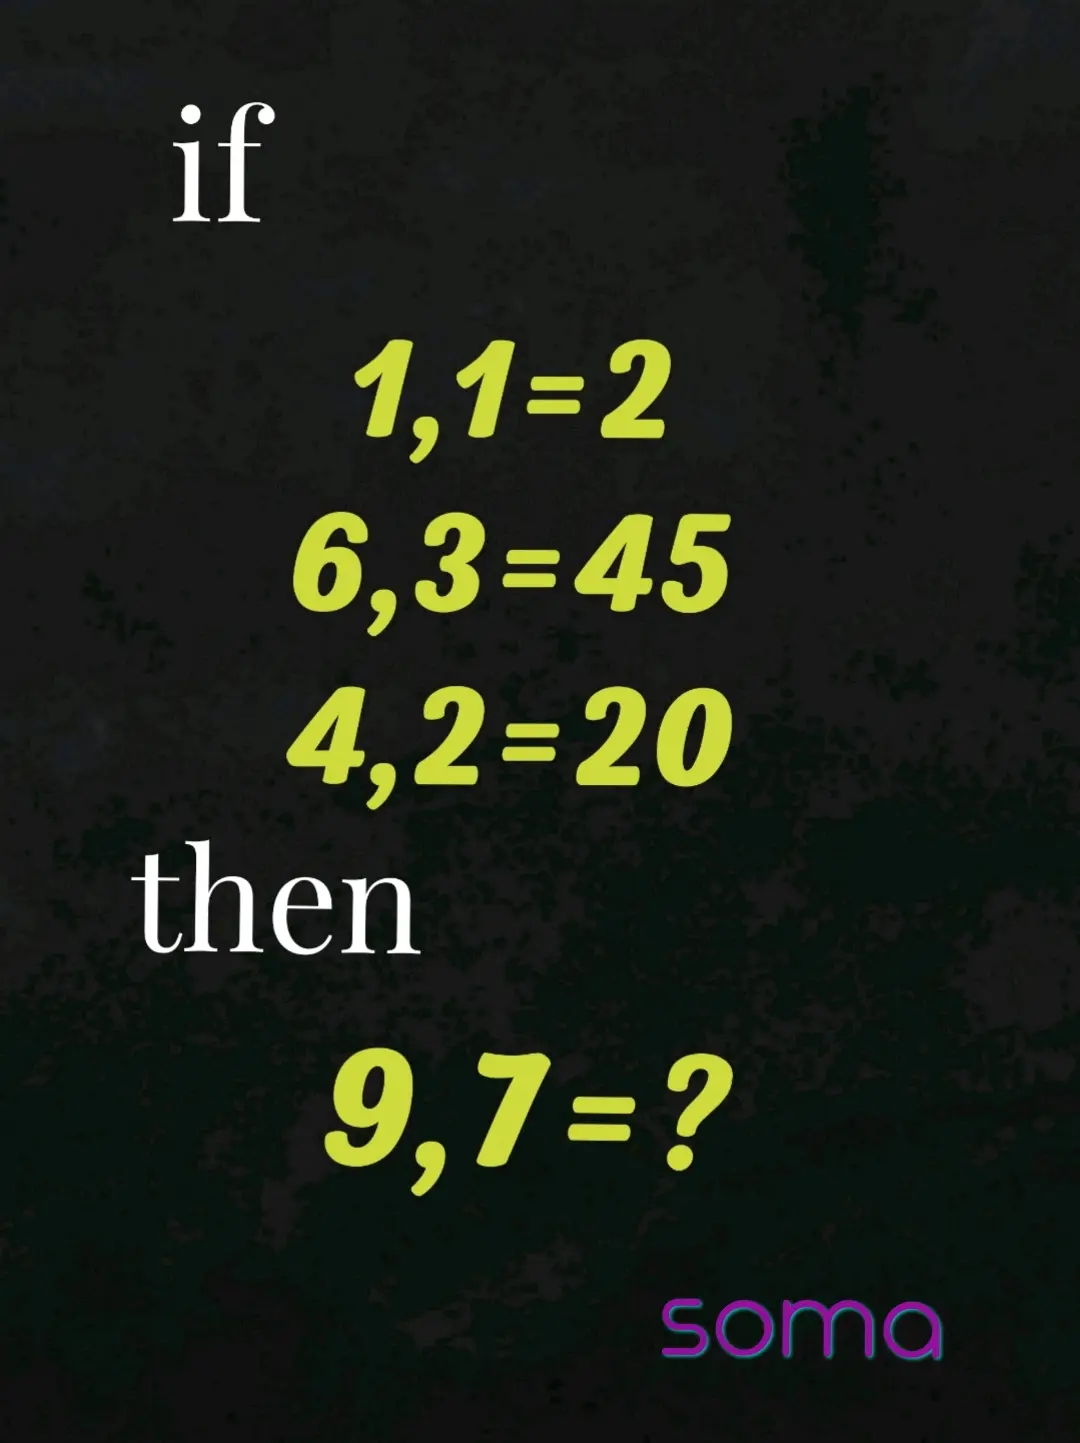 if
1,1=2
6,3=45
4,2=20
then
9,7=?
soma